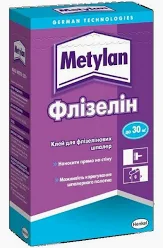 GERMAN TECHNOLOGIES
Metylan
Флізелін
до 30 м²
Клей для флізелінових
шпалер
Наносити прямо на стіну
Можливість коригування
шпалерного полотна
Henkel